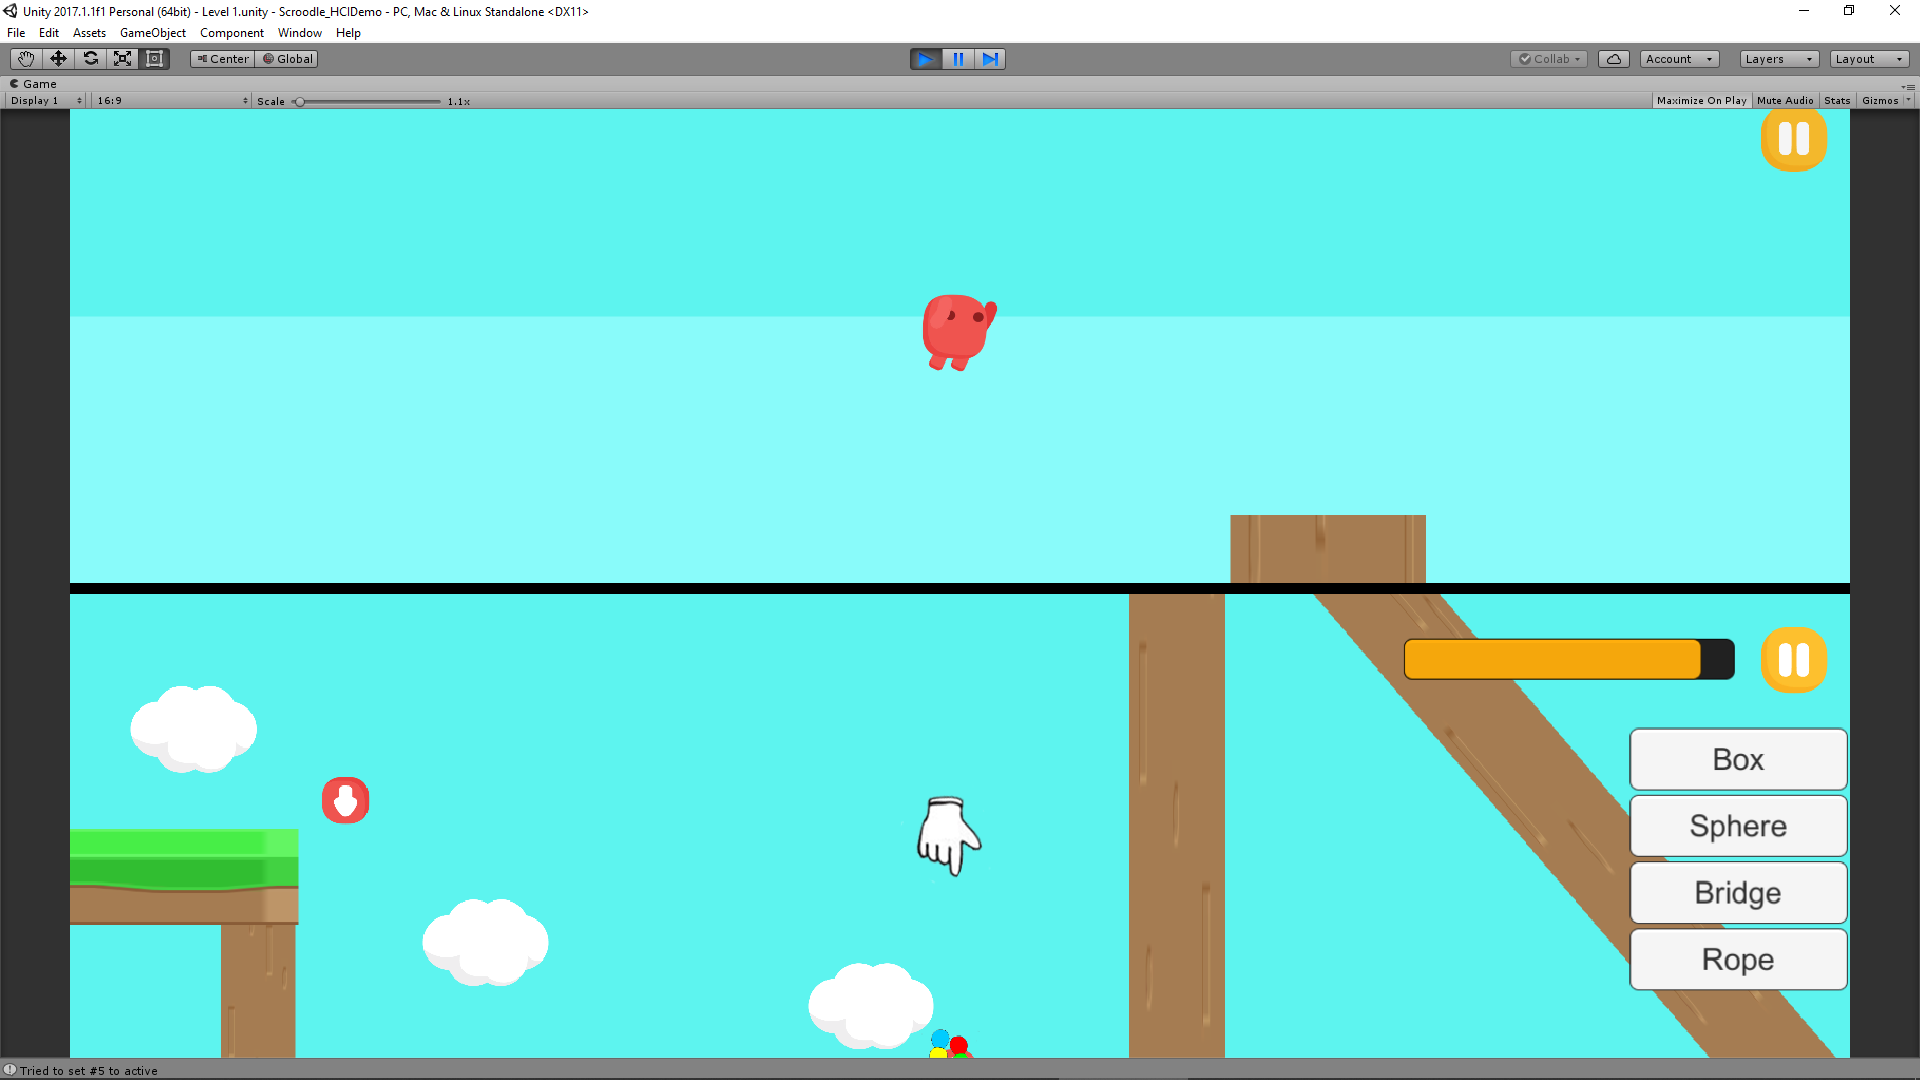 Unity 2017.1.1f1 Personal (64bit) - Level 1.unity - Scroodle_HCIDemo - PC, Mac & Linux Standalone <DX11>
File Edit Assets GameObject Component Window Help
Center Global Collab Account Layers Layout
Game
Display 1 16:9 Scale 1.1x Maximize On Play Mute Audio Stats Gizmos
Box
Sphere
Bridge
Rope
Tried to set #5 to active